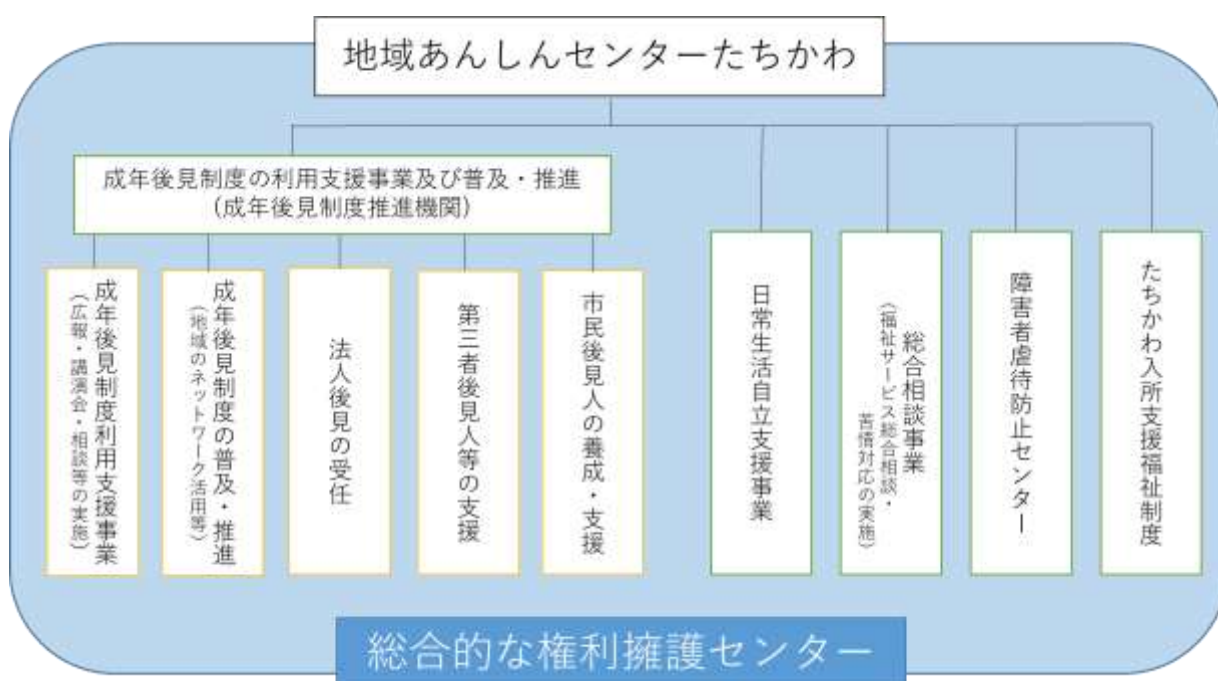 地域あんしんセンターたちかわ
成年後見制度の利用支援事業及び普及・推進
(成年後見制度推進機関)
成年後見制度利用支援事業
(広報・講演会・相談等の実施)
成年後見制度の普及・推進
(地域のネットワーク活用等)
法人後見の受任
第三者後見人等の支援
市民後見人の養成・支援
日常生活自立支援事業
総合相談事業
(福祉サービス総合相談・
苦情対応の実施)
障害者虐待防止センター
たちかわ入所支援福祉制度
総合的な権利擁護センター